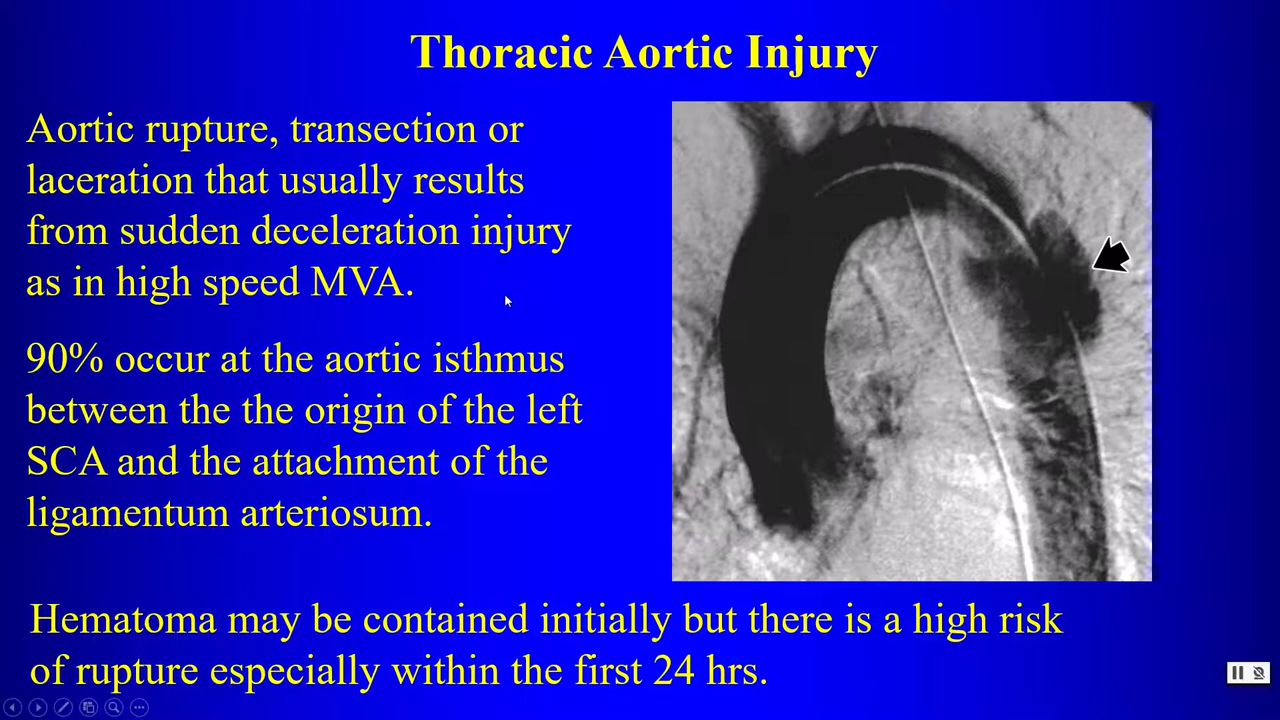 Thoracic Aortic Injury
Aortic rupture, transection or
laceration that usually results
from sudden deceleration injury
as in high speed MVA.
90% occur at the aortic isthmus
between the the origin of the left
SCA and the attachment of the
ligamentum arteriosum.
Hematoma may be contained initially but there is a high risk
of rupture especially within the first 24 hrs.